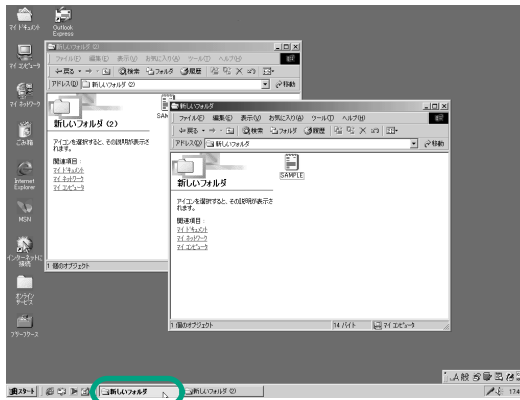 マイ ドキュメント
Outlook
Express
マイ コンピュータ
マイ ネットワーク
ごみ箱
Internet
Explorer
MSN
インターネットに
接続
オンライン
サービス
新しいフォルダ (2)
ファイル(F) 編集(E) 表示(V) お気に入り(A) ツール(T) ヘルプ(H)
戻る 検索 フォルダ 履歴
アドレス(D) 新しいフォルダ (2) 移動
新しいフォルダ (2)
アイコンを選択すると、その説明が表示さ
れます。
関連項目:
マイ ドキュメント
マイ ネットワーク
マイ コンピュータ
1 個のオブジェクト
新しいフォルダ
ファイル(F) 編集(E) 表示(V) お気に入り(A) ツール(T) ヘルプ(H)
戻る 検索 フォルダ 履歴
アドレス(D) 新しいフォルダ 移動
新しいフォルダ
SAMPLE
アイコンを選択すると、その説明が表示さ
れます。
関連項目:
マイ ドキュメント
マイ ネットワーク
マイ コンピュータ
1 個のオブジェクト 14 バイト マイ コンピュータ
A 般
スタート 新しいフォルダ 新しいフォルダ (2)